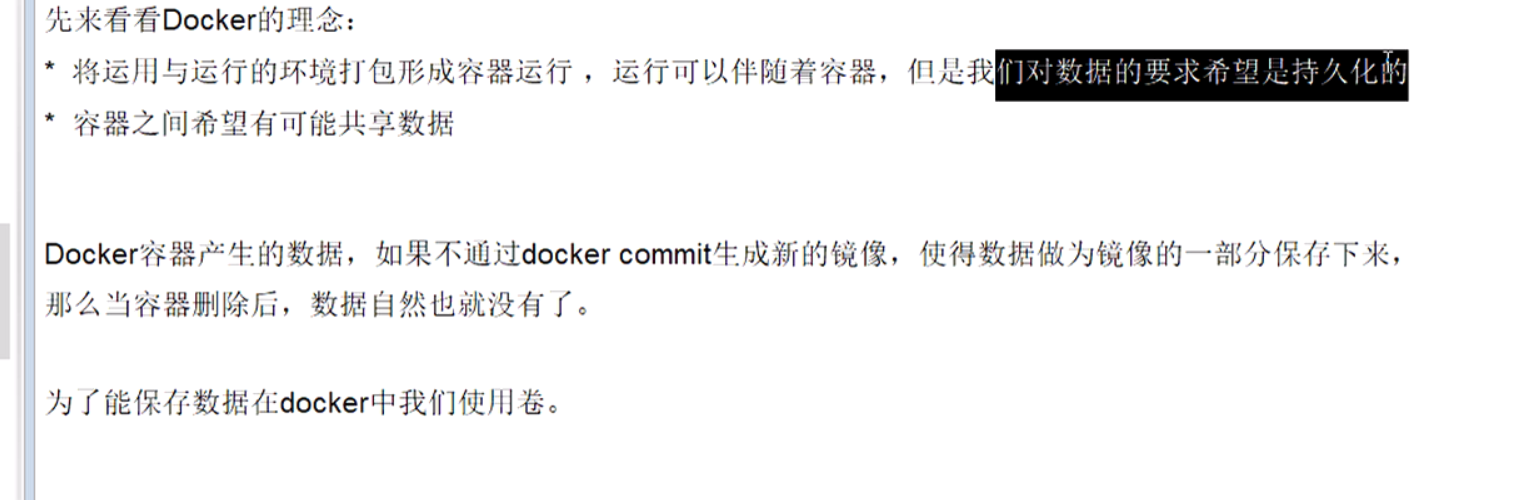 先来看看Docker的理念：
* 将运用与运行的环境打包形成容器运行 ，运行可以伴随着容器，但是我们对数据的要求希望是持久化的
* 容器之间希望有可能共享数据
Docker容器产生的数据，如果不通过docker commit生成新的镜像，使得数据做为镜像的一部分保存下来，
那么当容器删除后，数据自然也就没有了。
为了能保存数据在docker中我们使用卷。